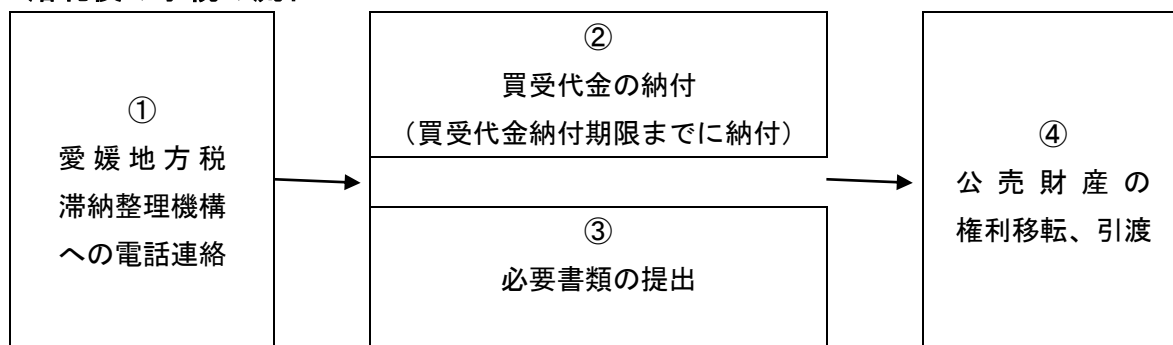 ①
愛媛地方税
滞納整理機構
への電話連絡
②
買受代金の納付
（買受代金納付期限までに納付）
③
必要書類の提出
④
公売財産の
権利移転、引渡